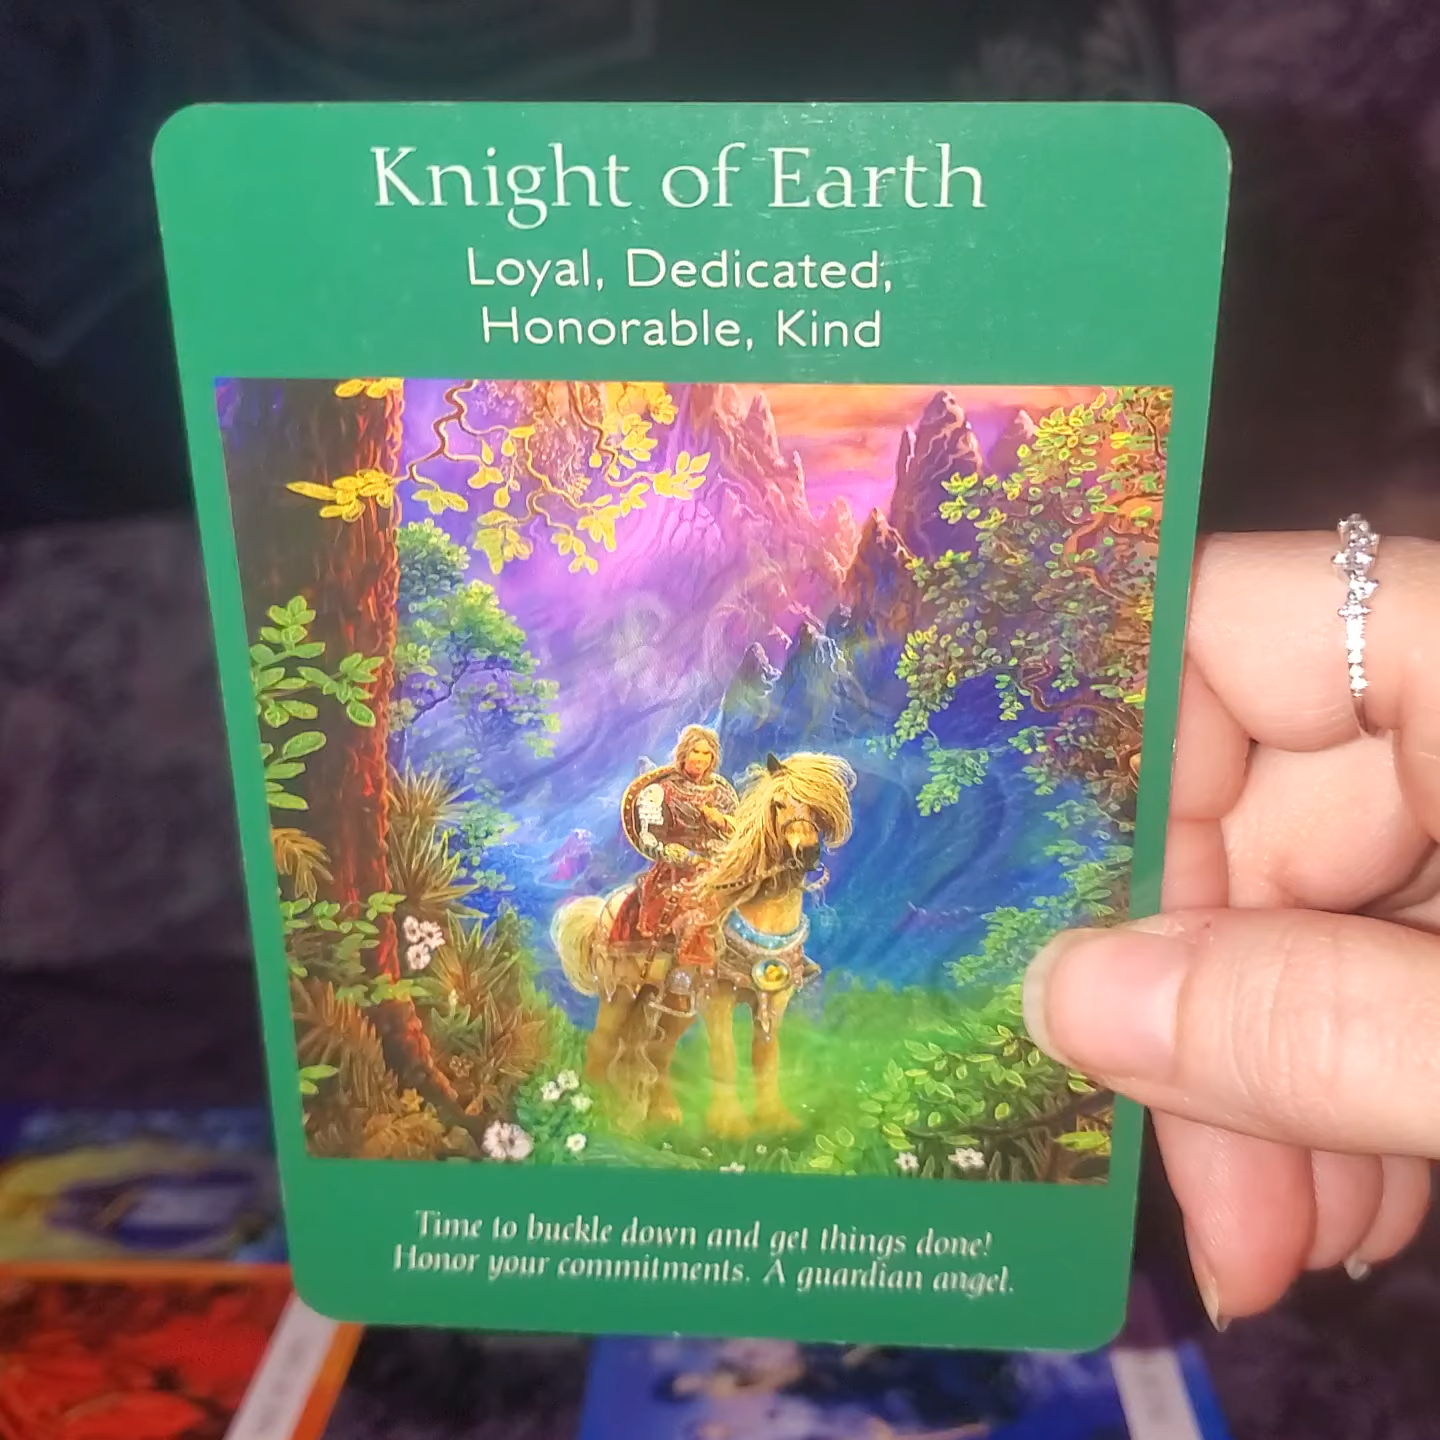 Knight of Earth
Loyal, Dedicated,
Honorable, Kind
Time to buckle down and get things done!
Honor your commitments. A guardian angel.